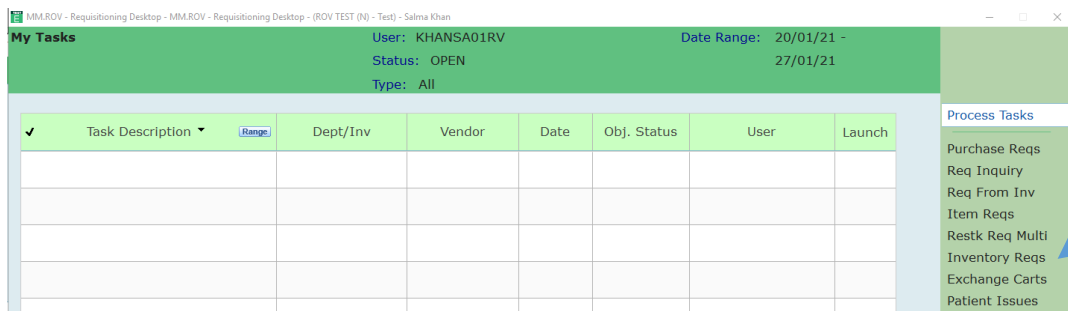 MM.ROV - Requisitioning Desktop - MM.ROV - Requisitioning Desktop - (ROV TEST (N) - Test) - Salma Khan
My Tasks User: KHANSA01RV Date Range: 20/01/21 -
Status: OPEN 27/01/21
Type: All
Process Tasks
✔ Task Description Range Dept/Inv Vendor Date Obj. Status User Launch
Purchase Reqs
Req Inquiry
Req From Inv
Item Reqs
Restk Req Multi
Inventory Reqs
Exchange Carts
Patient Issues